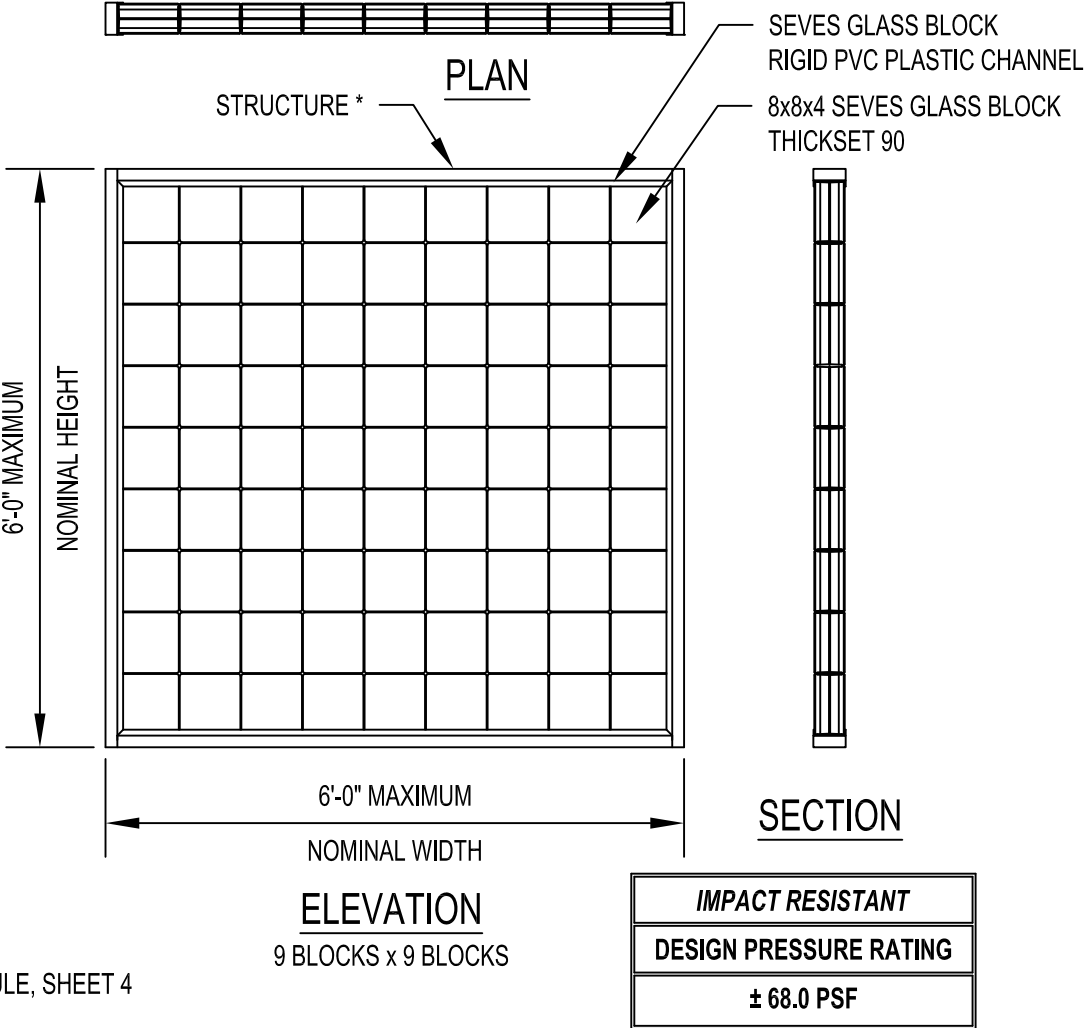 SEVES GLASS BLOCK
RIGID PVC PLASTIC CHANNEL
PLAN
STRUCTURE *
8x8x4 SEVES GLASS BLOCK
THICKSET 90
6'-0" MAXIMUM
NOMINAL HEIGHT
6'-0" MAXIMUM
NOMINAL WIDTH
SECTION
ELEVATION
9 BLOCKS x 9 BLOCKS
IMPACT RESISTANT
DESIGN PRESSURE RATING
± 68.0 PSF
SHEET 4